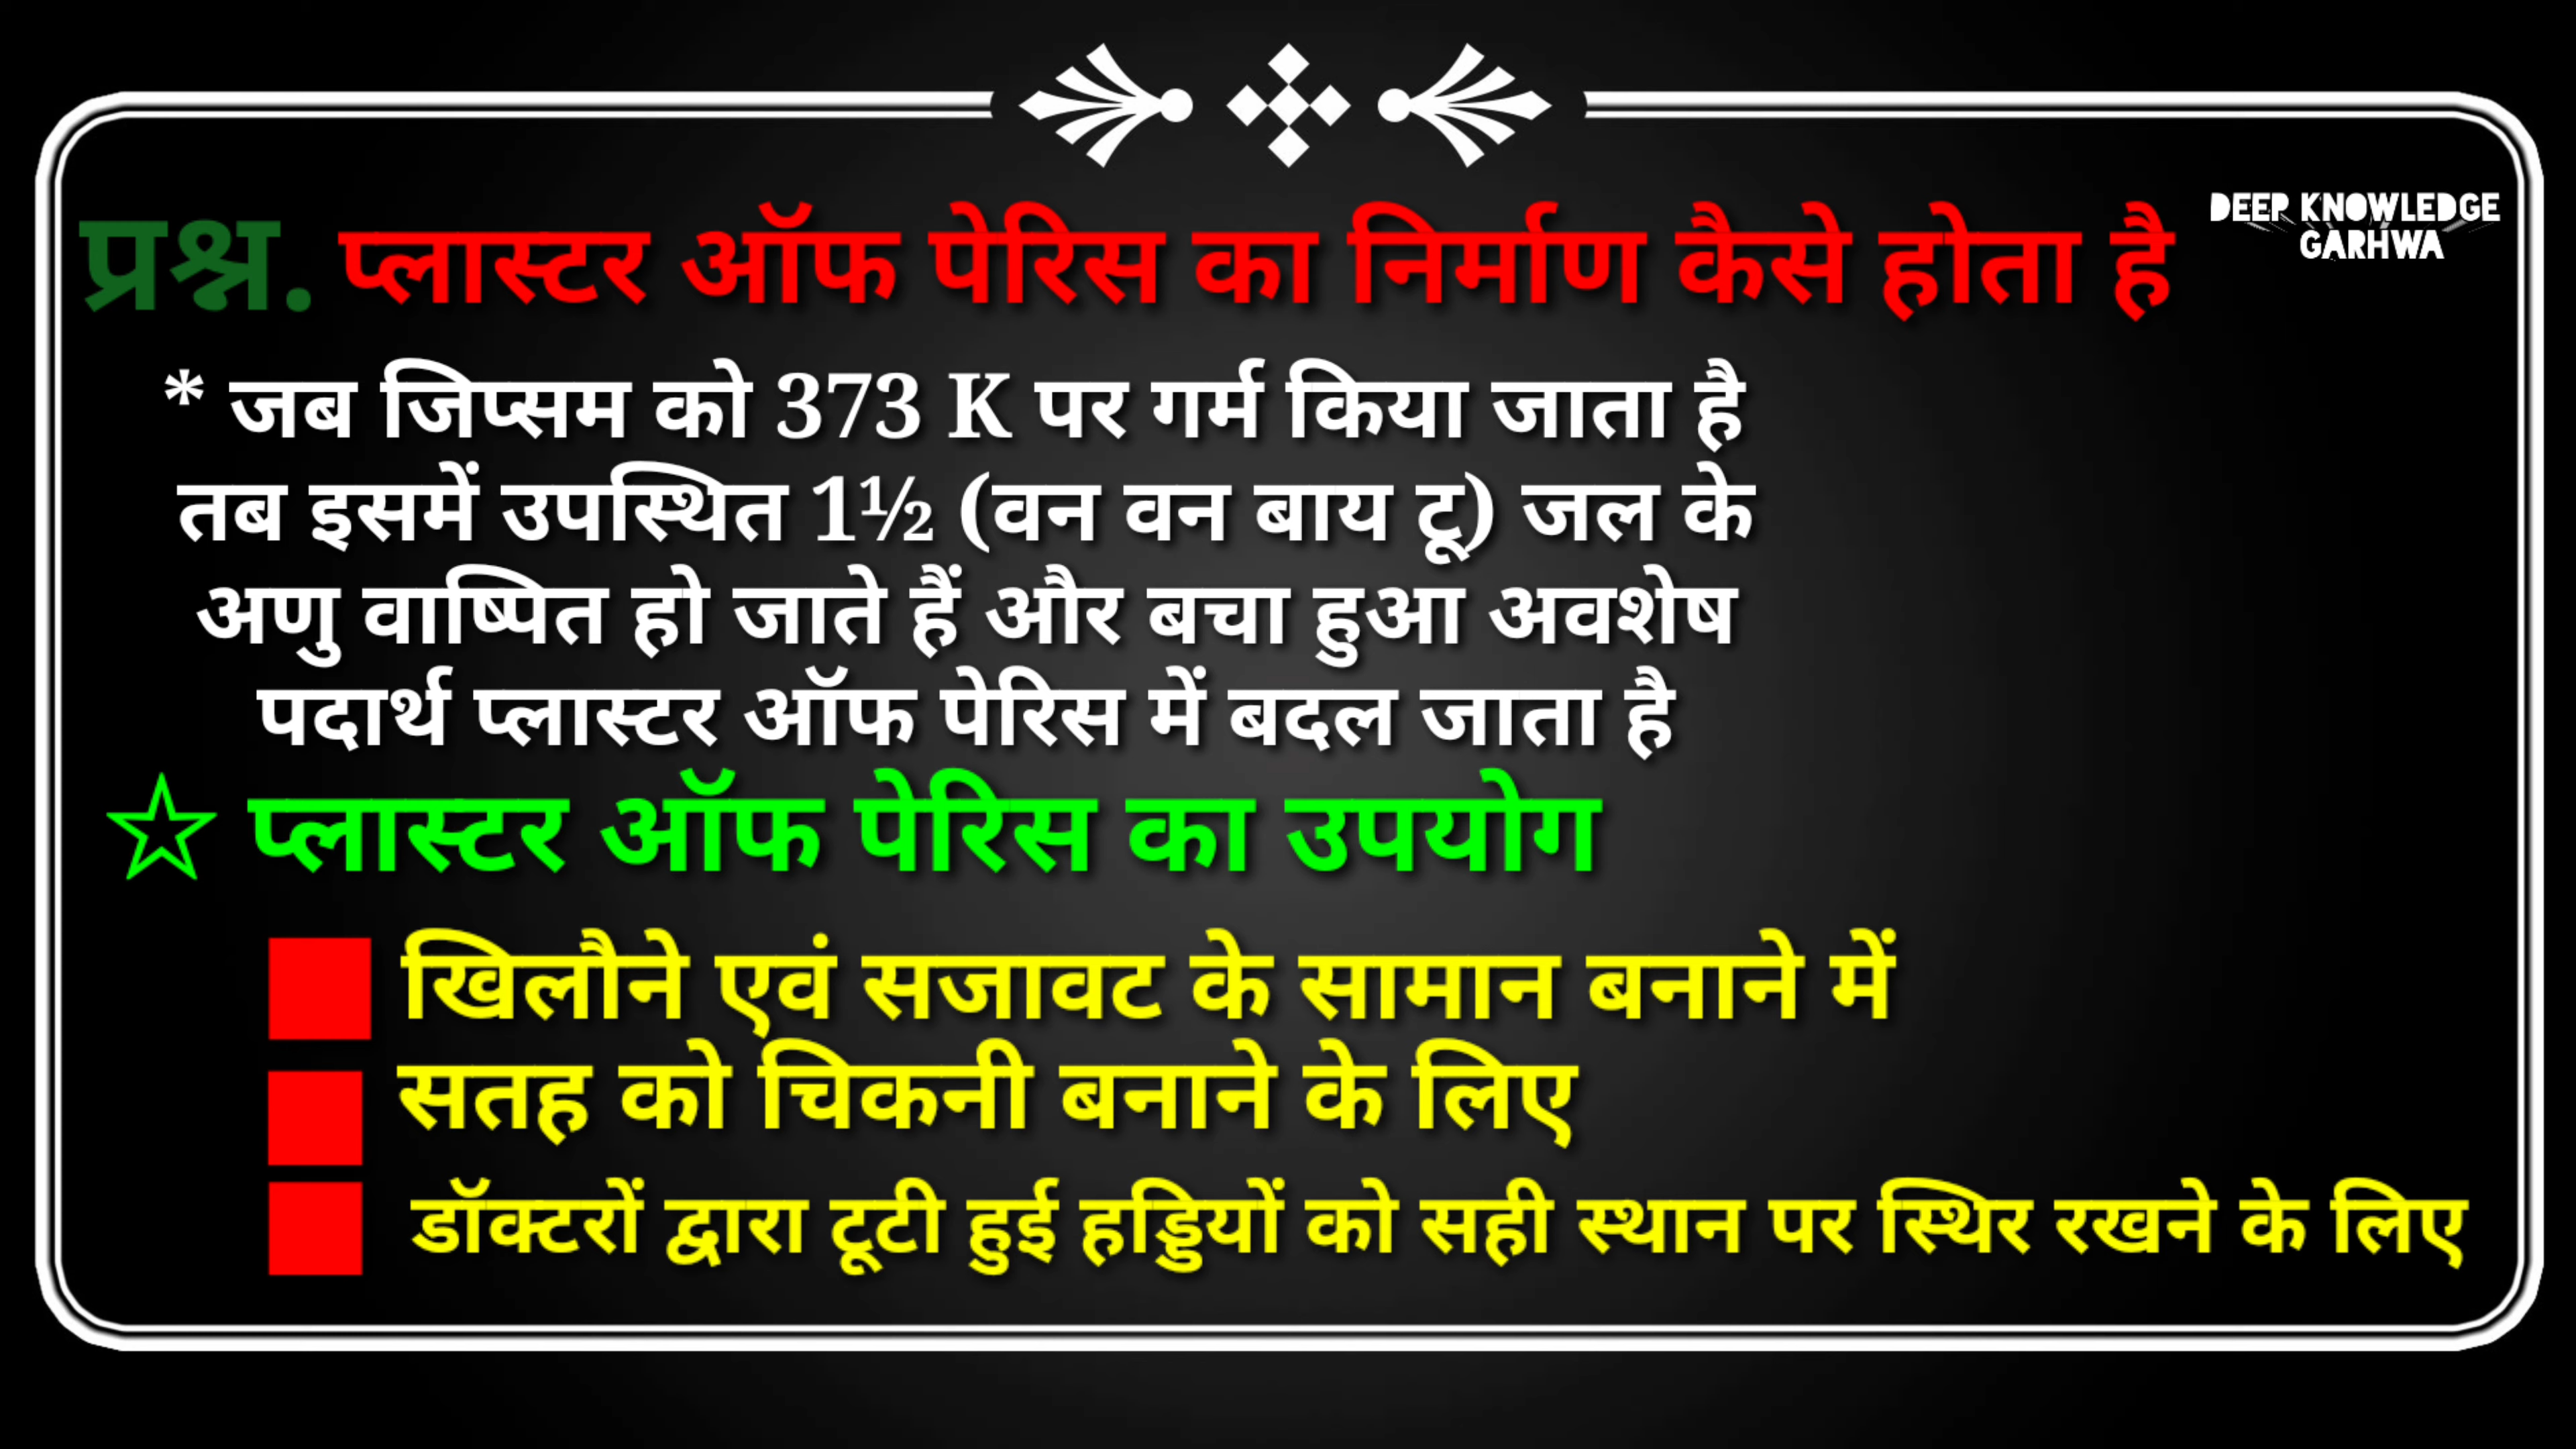 प्रश्न. प्लास्टर ऑफ पेरिस का निर्माण कैसे होता है
DEEP KNOWLEDGE
GARHWA
* जब जिप्सम को 373 K पर गर्म किया जाता है
तब इसमें उपस्थित 1½ (वन वन बाय टू) जल के
अणु वाष्पित हो जाते हैं और बचा हुआ अवशेष
पदार्थ प्लास्टर ऑफ पेरिस में बदल जाता है
☆ प्लास्टर ऑफ पेरिस का उपयोग
खिलौने एवं सजावट के सामान बनाने में
सतह को चिकनी बनाने के लिए
डॉक्टरों द्वारा टूटी हुई हड्डियों को सही स्थान पर स्थिर रखने के लिए